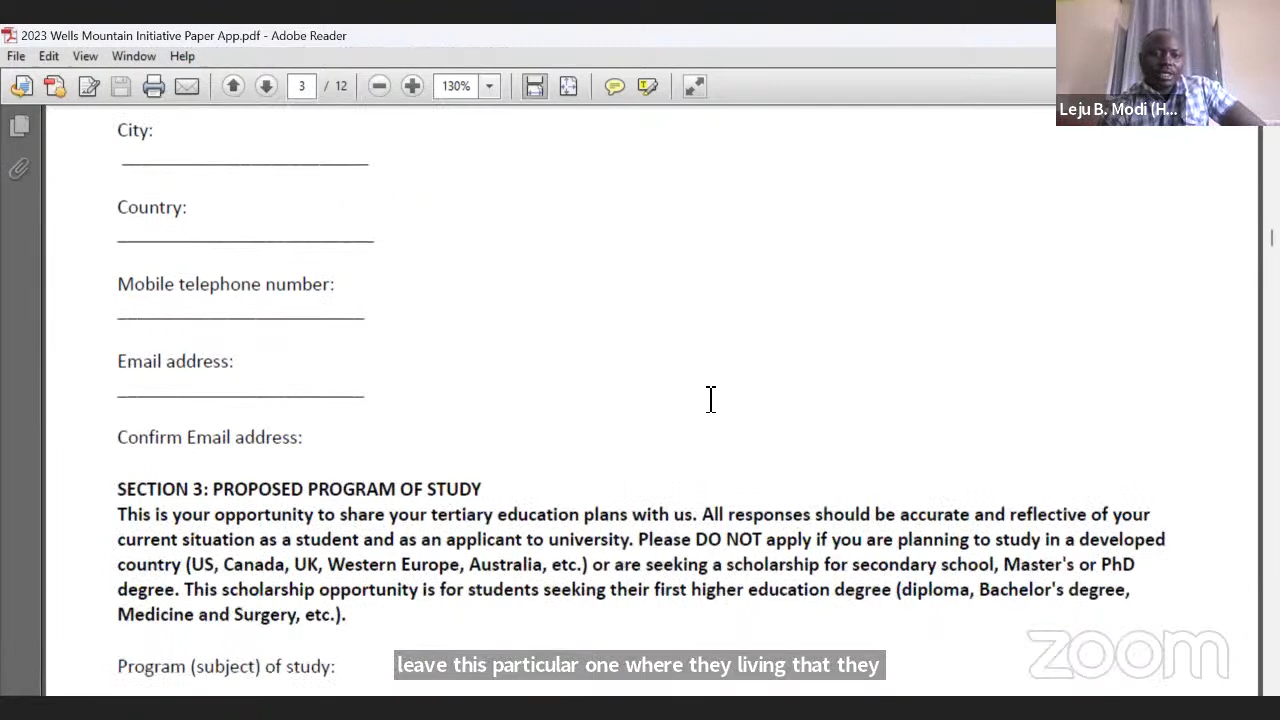 2023 Wells Mountain Initiative Paper App.pdf - Adobe Reader
File Edit View Window Help
3 / 12 130%
Leju B. Modi (H...
City:
Country:
Mobile telephone number:
Email address:
Confirm Email address:
SECTION 3: PROPOSED PROGRAM OF STUDY
This is your opportunity to share your tertiary education plans with us. All responses should be accurate and reflective of your
current situation as a student and as an applicant to university. Please DO NOT apply if you are planning to study in a developed
country (US, Canada, UK, Western Europe, Australia, etc.) or are seeking a scholarship for secondary school, Master's or PhD
degree. This scholarship opportunity is for students seeking their first higher education degree (diploma, Bachelor's degree,
Medicine and Surgery, etc.).
Program (subject) of study:
leave this particular one where they living that they
zoom